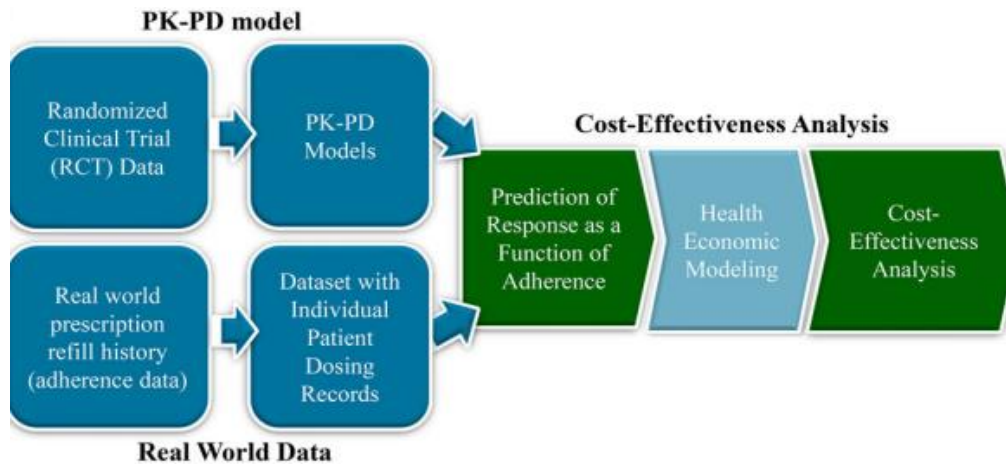 PK-PD model
Randomized
Clinical Trial
(RCT) Data
PK-PD
Models
Cost-Effectiveness Analysis
Prediction of
Response as a
Function of
Adherence
Health
Economic
Modeling
Cost-
Effectiveness
Analysis
Real world
prescription
refill history
(adherence data)
Dataset with
Individual
Patient
Dosing
Records
Real World Data